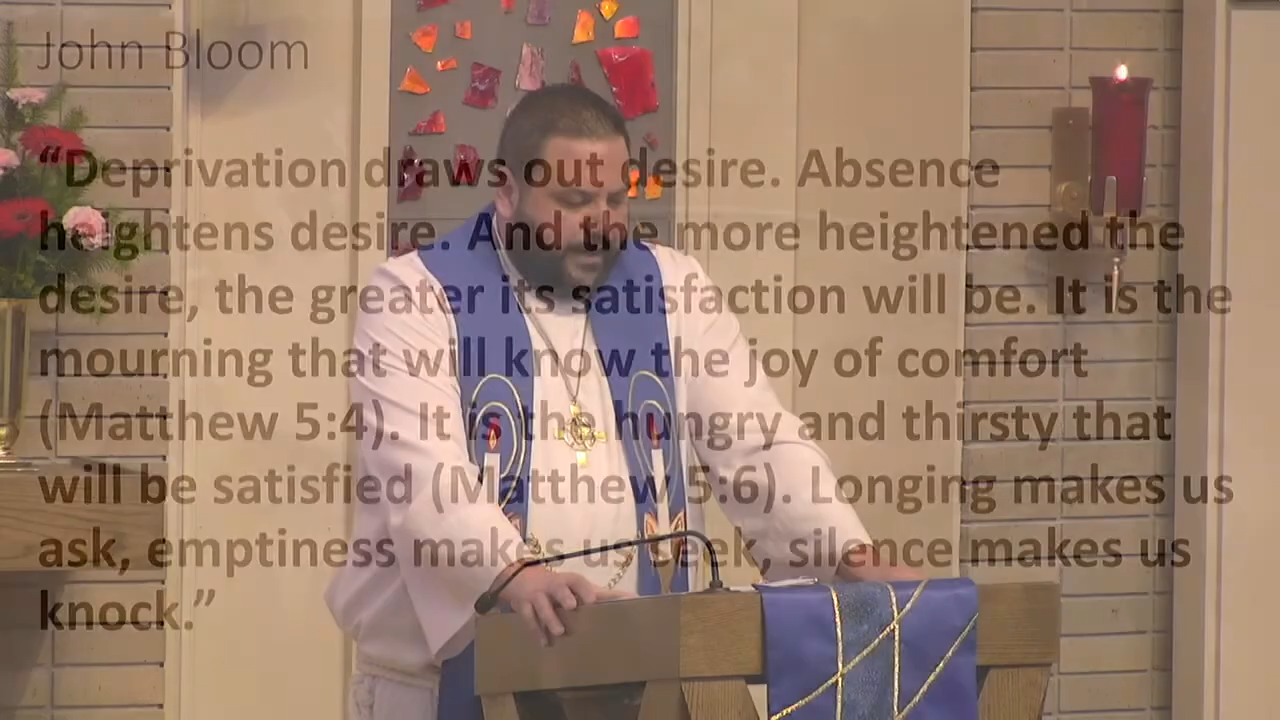 John Bloom
“Deprivation draws out desire. Absence
heightens desire. And the more heightened the
desire, the greater its satisfaction will be. It is the
mourning that will know the joy of comfort
(Matthew 5:4). It is the hungry and thirsty that
will be satisfied (Matthew 5:6). Longing makes us
ask, emptiness makes us seek, silence makes us
knock.”